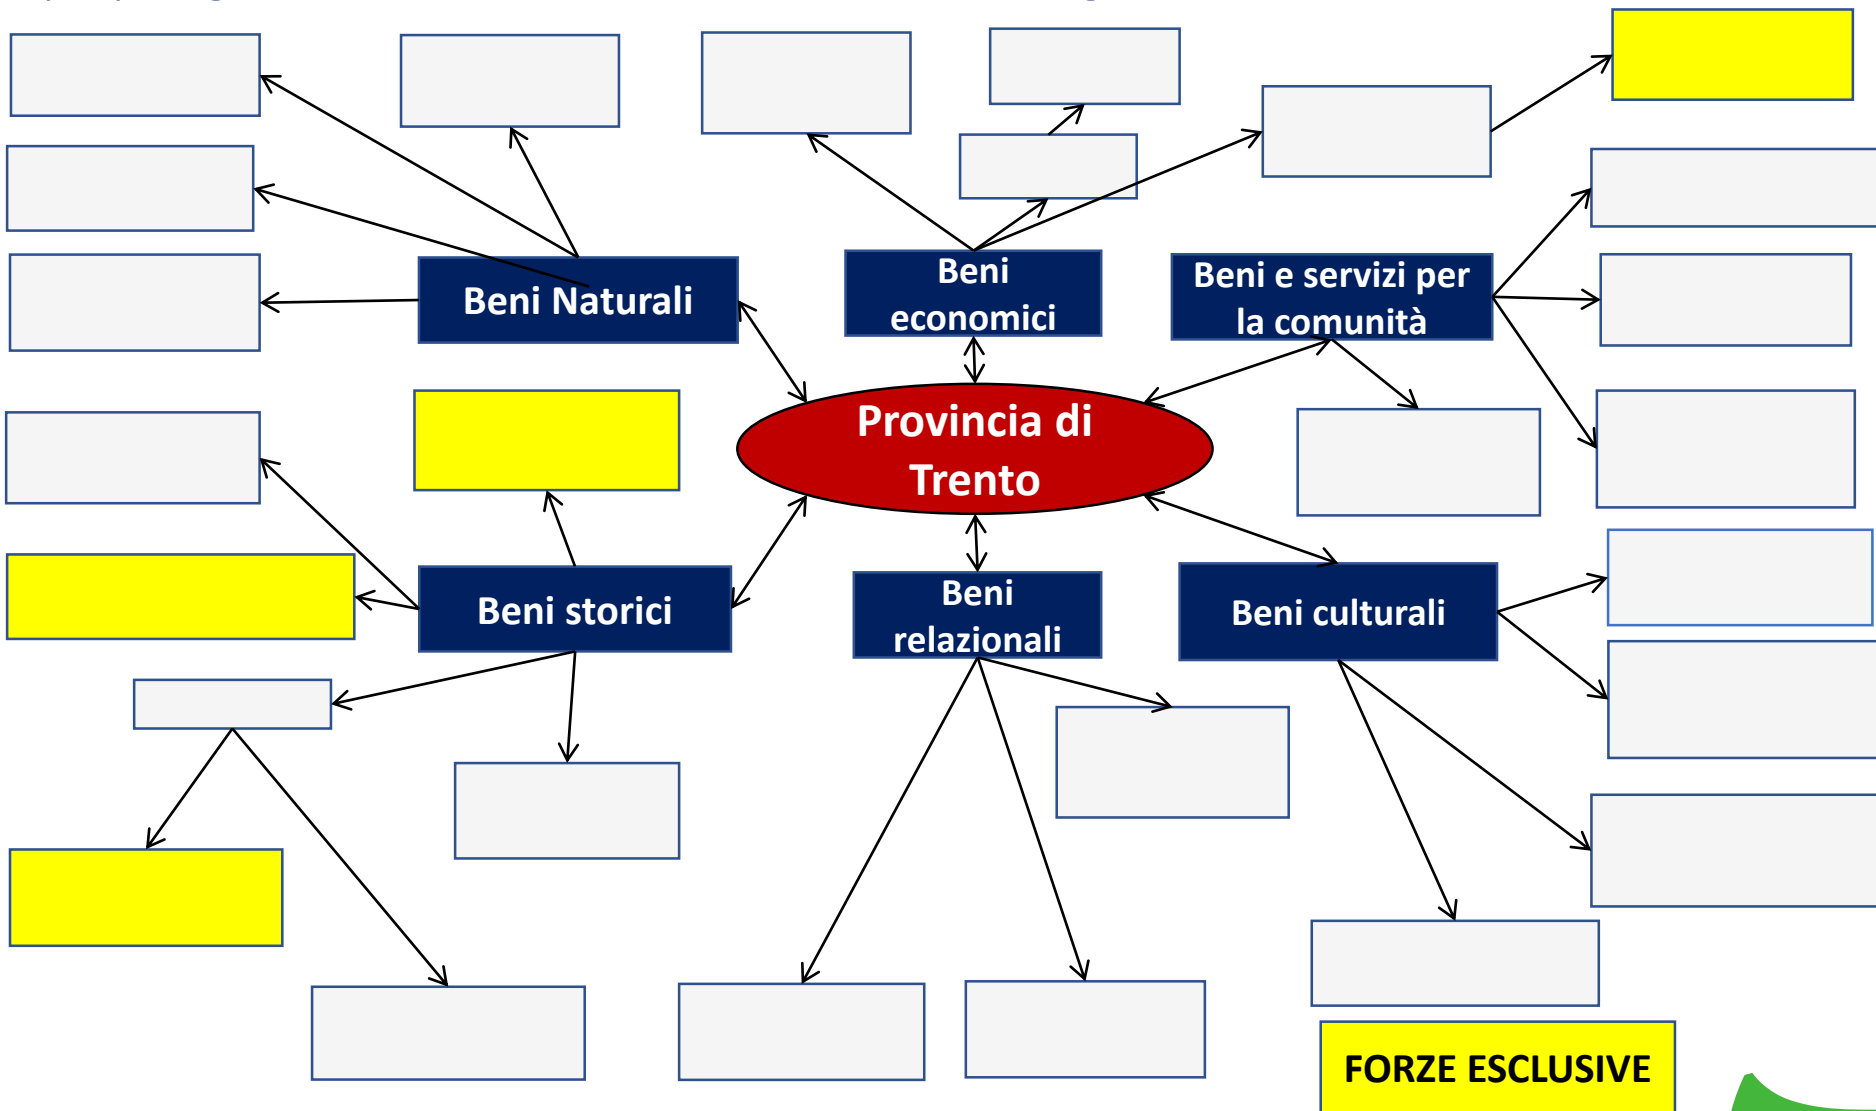 Beni Naturali
Beni
economici
Beni e servizi per
la comunità
Provincia di
Trento
Beni storici
Beni
relazionali
Beni culturali
FORZE ESCLUSIVE